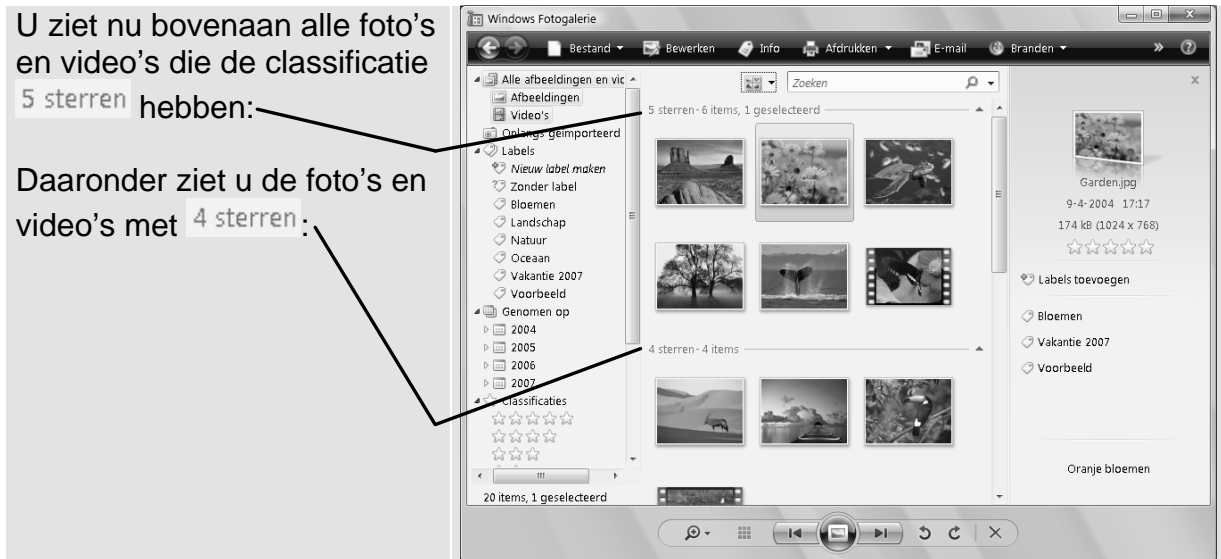 U ziet nu bovenaan alle foto's
en video's die de classificatie
5 sterren hebben:
Daaronder ziet u de foto's en
video's met 4 sterren:
Windows Fotogalerie
Bestand Bewerken Info Afdrukken E-mail Branden »
Alle afbeeldingen en vic
Afbeeldingen
Video's
Onlangs geïmporteerd
Labels
Nieuw label maken
Zonder label
Bloemen
Landschap
Natuur
Oceaan
Vakantie 2007
Voorbeeld
Genomen op
2004
2005
2006
2007
Classificaties
20 items, 1 geselecteerd
Zoeken
5 sterren - 6 items, 1 geselecteerd
4 sterren - 4 items
Garden.jpg
9-4-2004 17:17
174 kB (1024 x 768)
Labels toevoegen
Bloemen
Vakantie 2007
Voorbeeld
Oranje bloemen